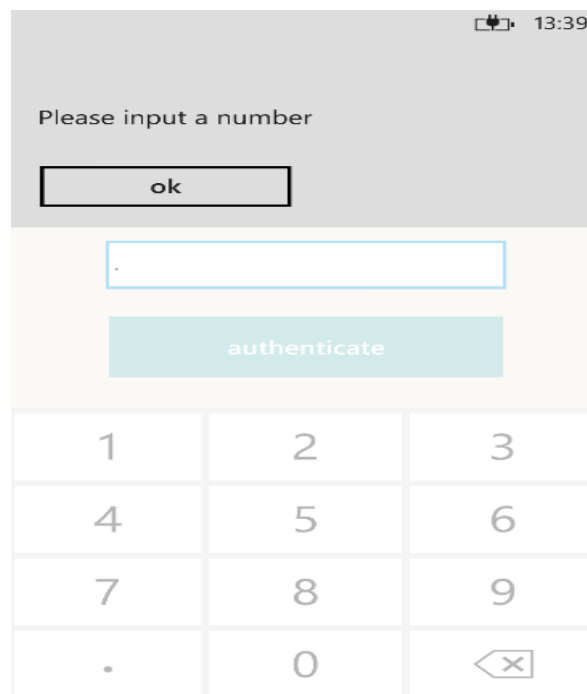 13:39
Please input a number
ok
.
authenticate
1 2 3
4 5 6
7 8 9
. 0